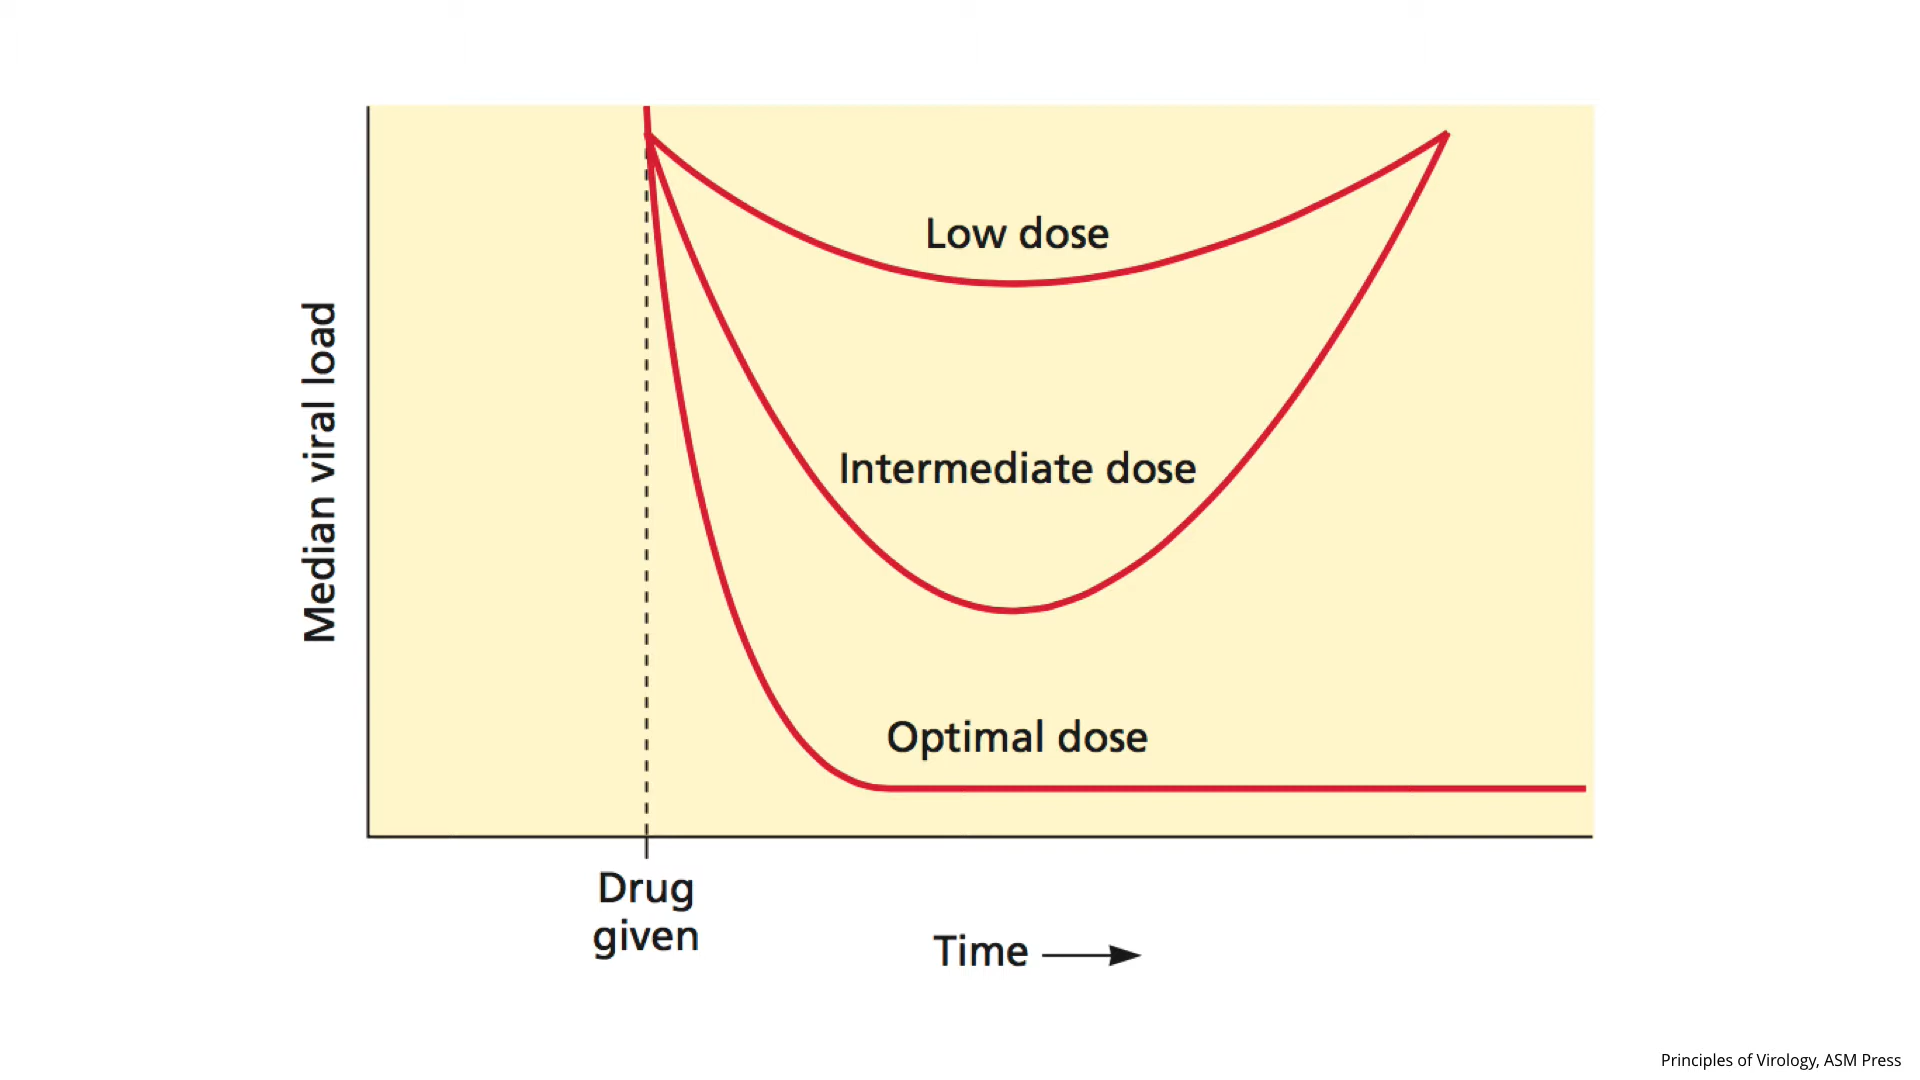 Low dose
Intermediate dose
Optimal dose
Median viral load
Drug
given
Time
Principles of Virology, ASM Press